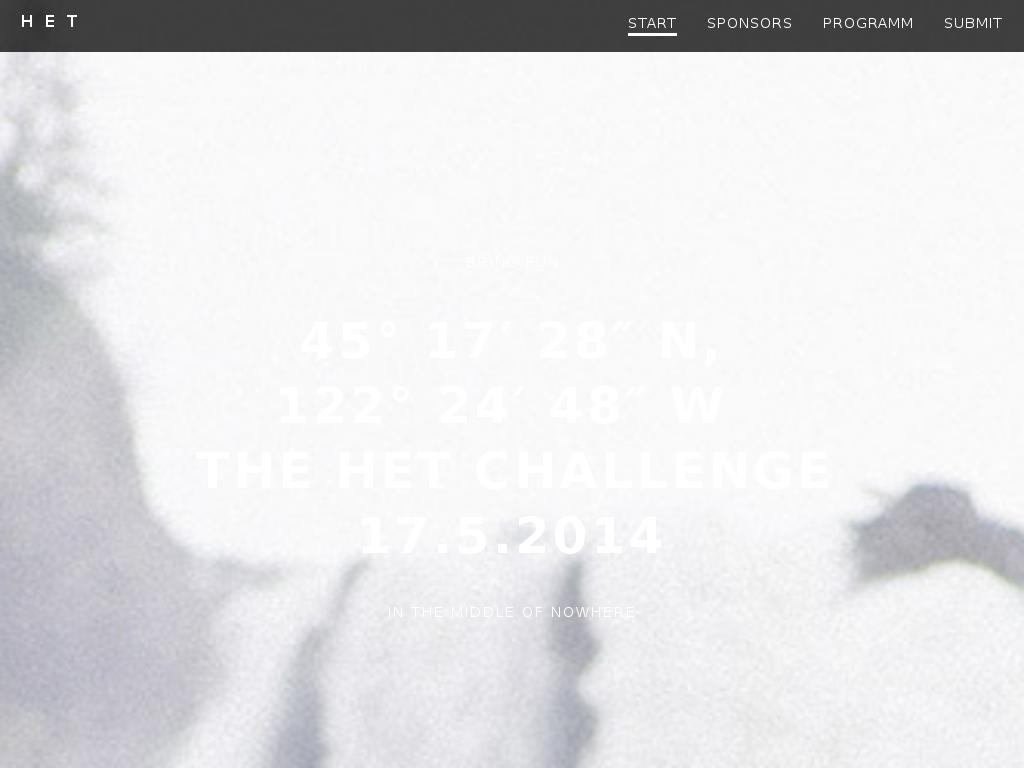 H E T
START SPONSORS PROGRAMM SUBMIT
BRING FUN
45° 17′ 28″ N,
122° 24′ 48″ W
THE HET CHALLENGE
17.5.2014
IN THE MIDDLE OF NOWHERE